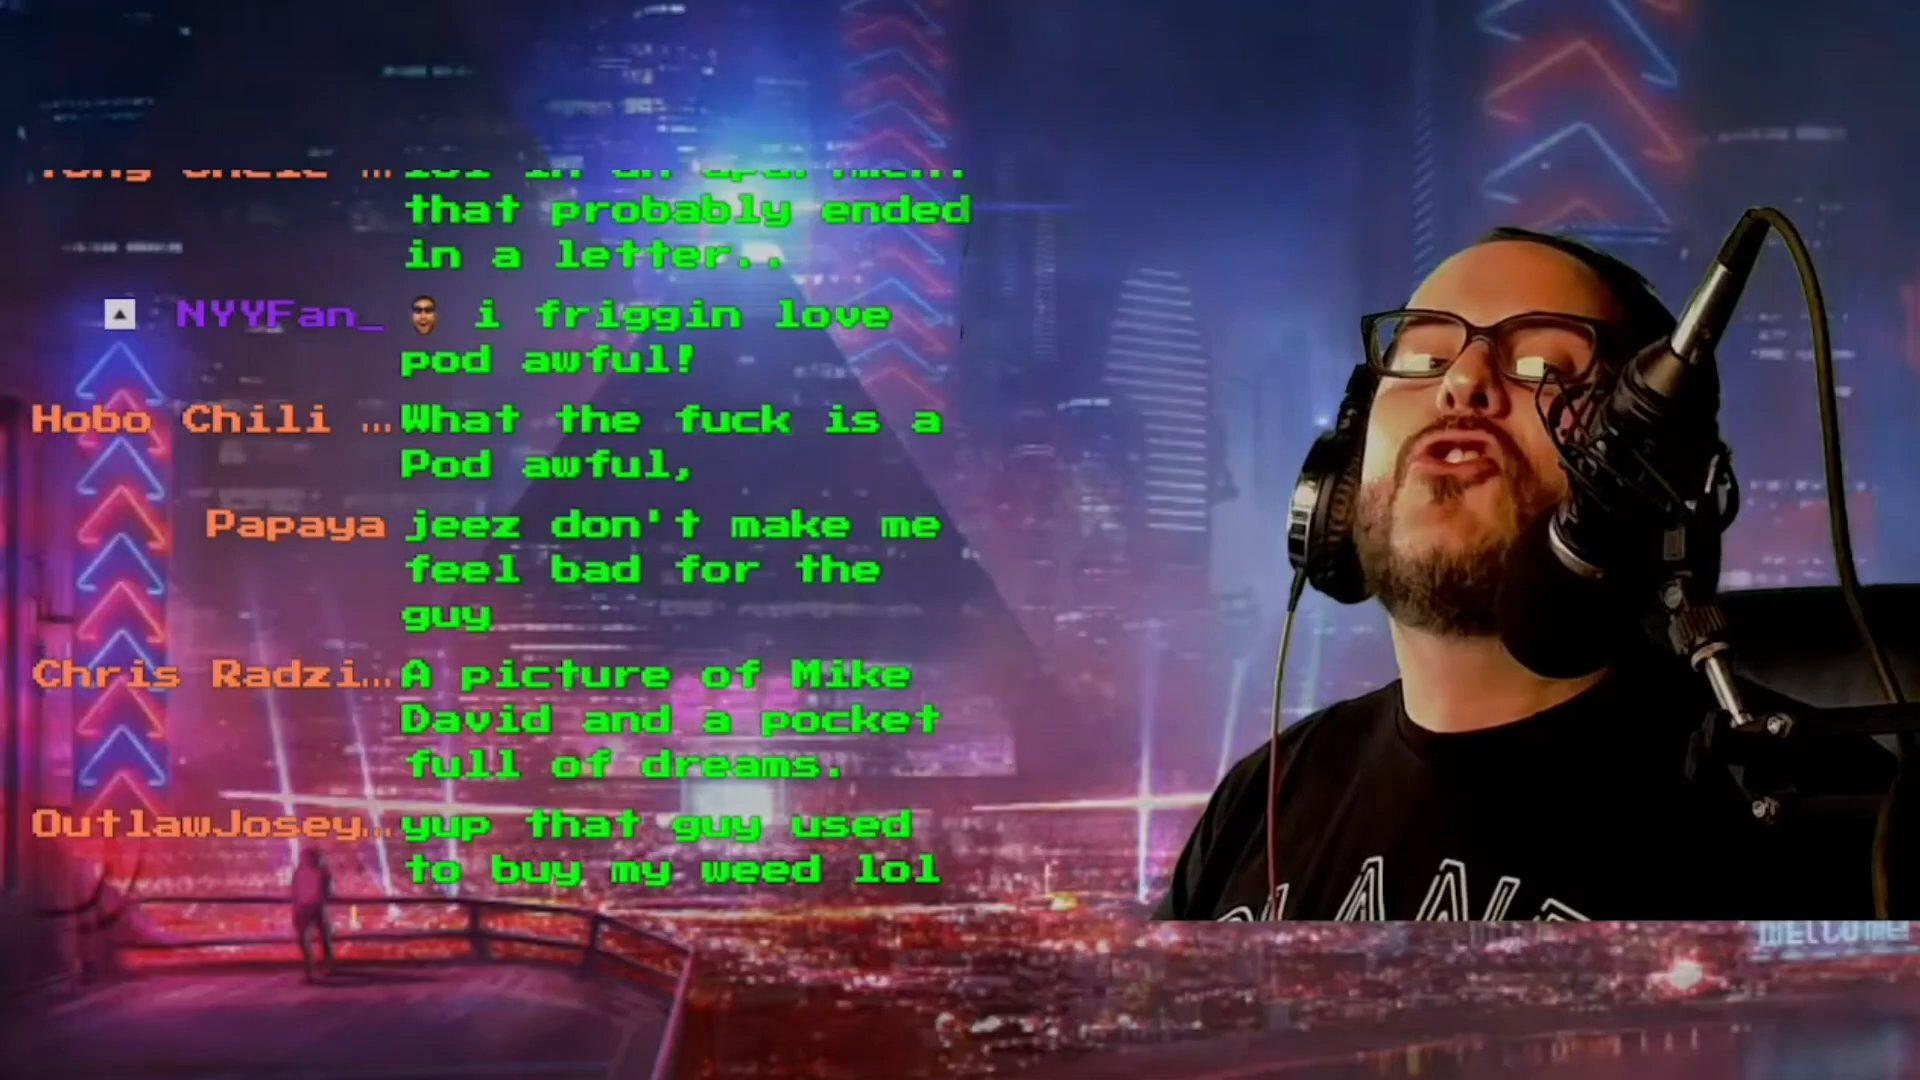 that probably ended
in a letter..
NYYFan_ i friggin love
pod awful!
Hobo Chili ... What the fuck is a
Pod awful,
Papaya jeez don't make me
feel bad for the
guy
Chris Radzi... A picture of Mike
David and a pocket
full of dreams.
OutlawJosey... yup that guy used
to buy my weed lol
WELCOME